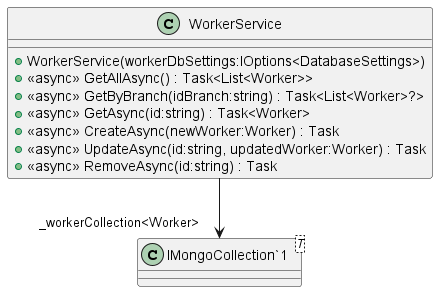 C WorkerService
WorkerService(workerDbSettings:IOptions<DatabaseSettings>)
«async» GetAllAsync() : Task<List<Worker>>
«async» GetByBranch(idBranch:string) : Task<List<Worker>?>
«async» GetAsync(id:string) : Task<Worker>
«async» CreateAsync(newWorker:Worker) : Task
«async» UpdateAsync(id:string, updatedWorker:Worker) : Task
«async» RemoveAsync(id:string) : Task
_workerCollection<Worker>
C IMongoCollection`1 T